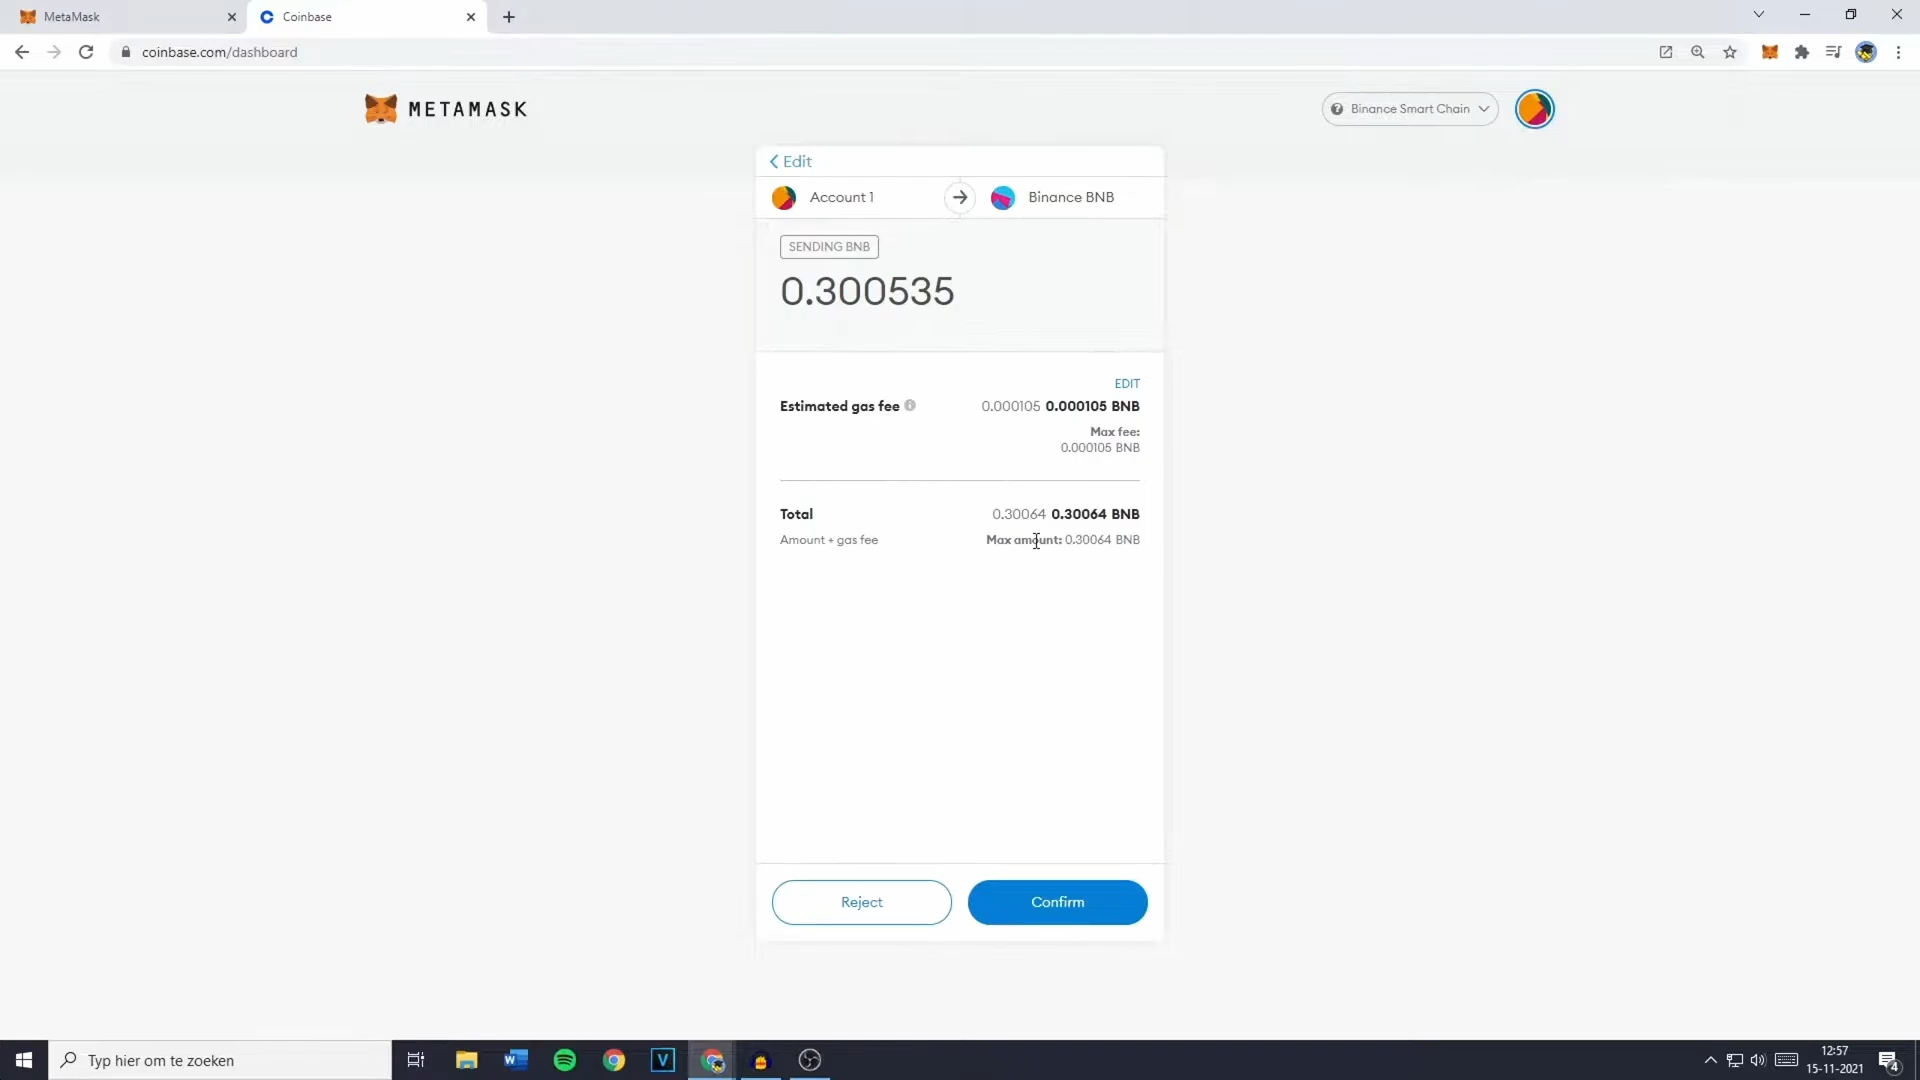 MetaMask
Coinbase
coinbase.com/dashboard
METAMASK
Binance Smart Chain
Edit
Account 1
Binance BNB
SENDING BNB
0.300535
EDIT
Estimated gas fee 0.000105 0.000105 BNB
Max fee:
0.000105 BNB
Total 0.30064 0.30064 BNB
Amount + gas fee Max amount: 0.30064 BNB
Reject
Confirm
Typ hier om te zoeken
12:57
15-11-2021
4